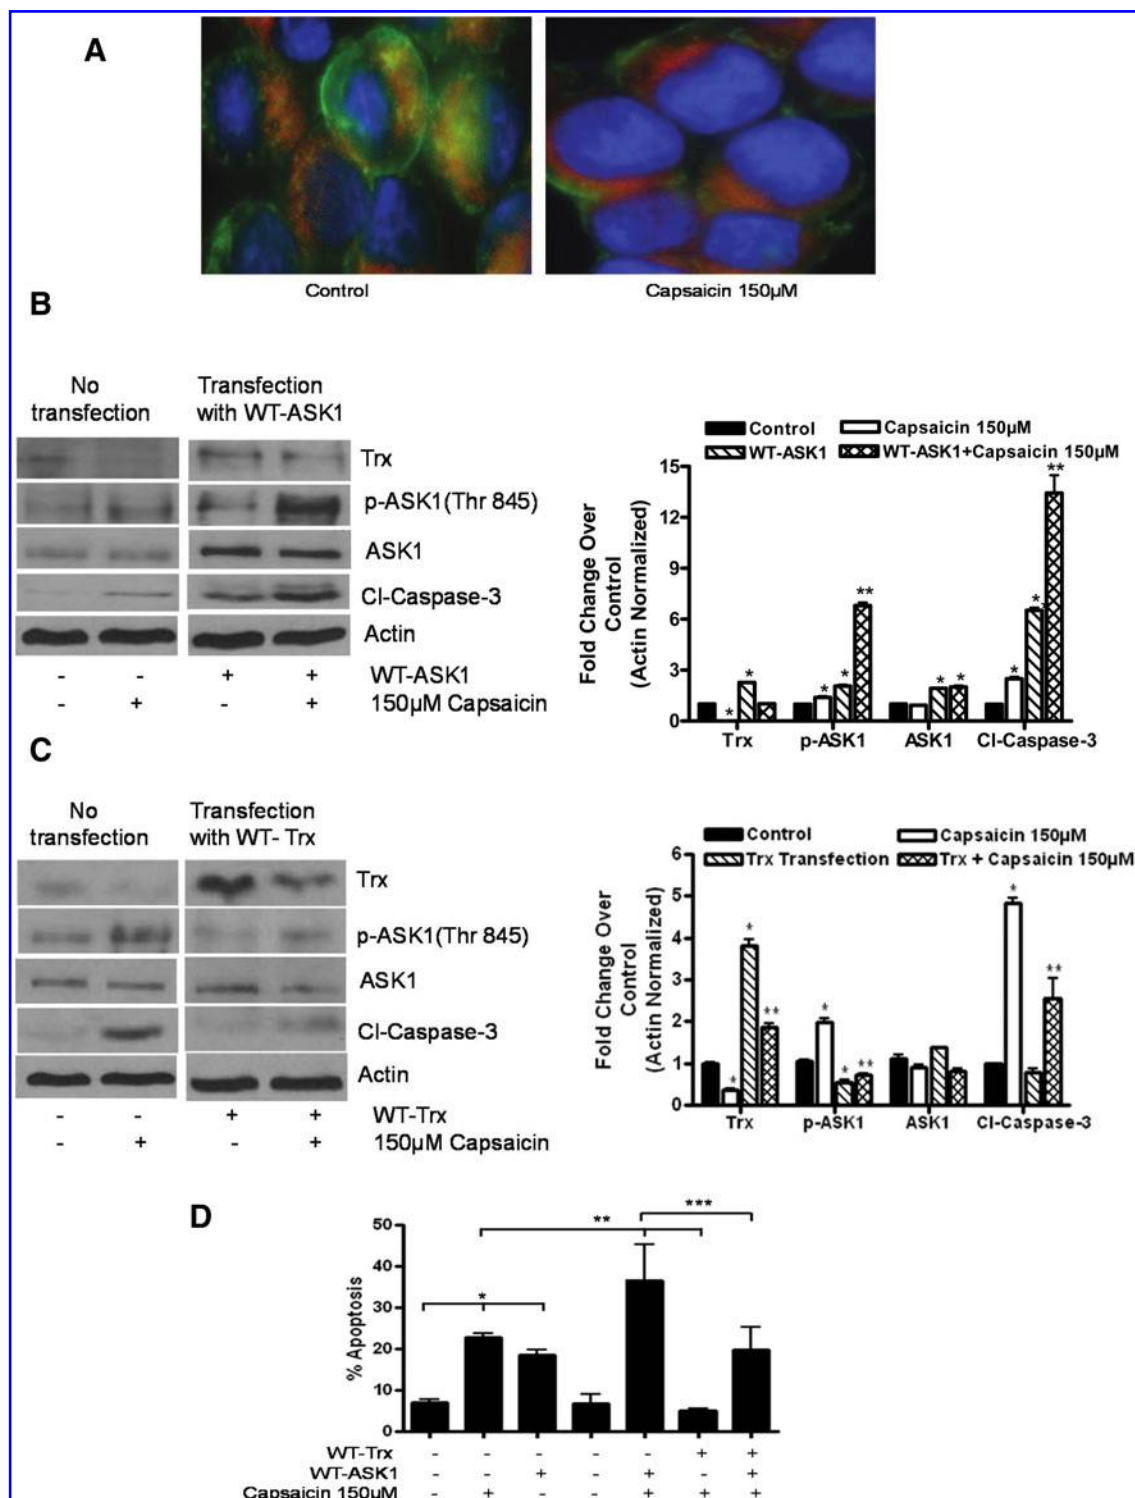 A
Control
Capsaicin 150µM
B
No transfection
Transfection with WT-ASK1
Trx
p-ASK1(Thr 845)
ASK1
Cl-Caspase-3
Actin
- - + + WT-ASK1
- + - + 150µM Capsaicin
Control
Capsaicin 150µM
WT-ASK1
WT-ASK1+Capsaicin 150µM
Fold Change Over
Control
(Actin Normalized)
15
12
9
6
3
0
* * * * ** * * * * **
Trx p-ASK1 ASK1 Cl-Caspase-3
C
No transfection
Transfection with WT- Trx
Trx
p-ASK1(Thr 845)
ASK1
Cl-Caspase-3
Actin
- - + + WT-Trx
- + - + 150µM Capsaicin
Control
Capsaicin 150µM
Trx Transfection
Trx + Capsaicin 150µM
Fold Change Over
Control
(Actin Normalized)
6
5
4
3
2
1
0
* * ** * * ** * **
Trx p-ASK1 ASK1 Cl-Caspase-3
D
% Apoptosis
50
40
30
20
10
0
* ** ***
WT-Trx - - - - - + +
WT-ASK1 - - + - + - +
Capsaicin 150µM - + - - + + +